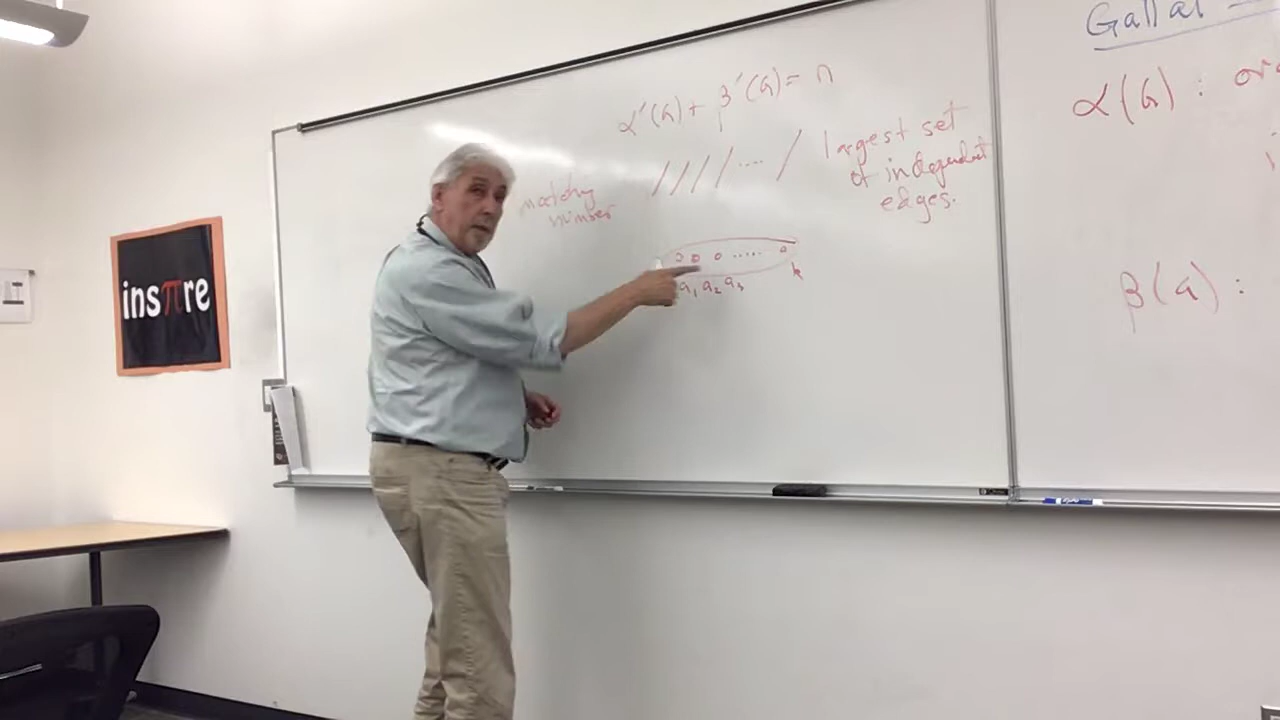 insπre
α'(G) + β'(G) = n
matching
number
largest set
of independent
edges.
a₁ a₂ a₃
k
Gallai
α(G) :
β(G) :